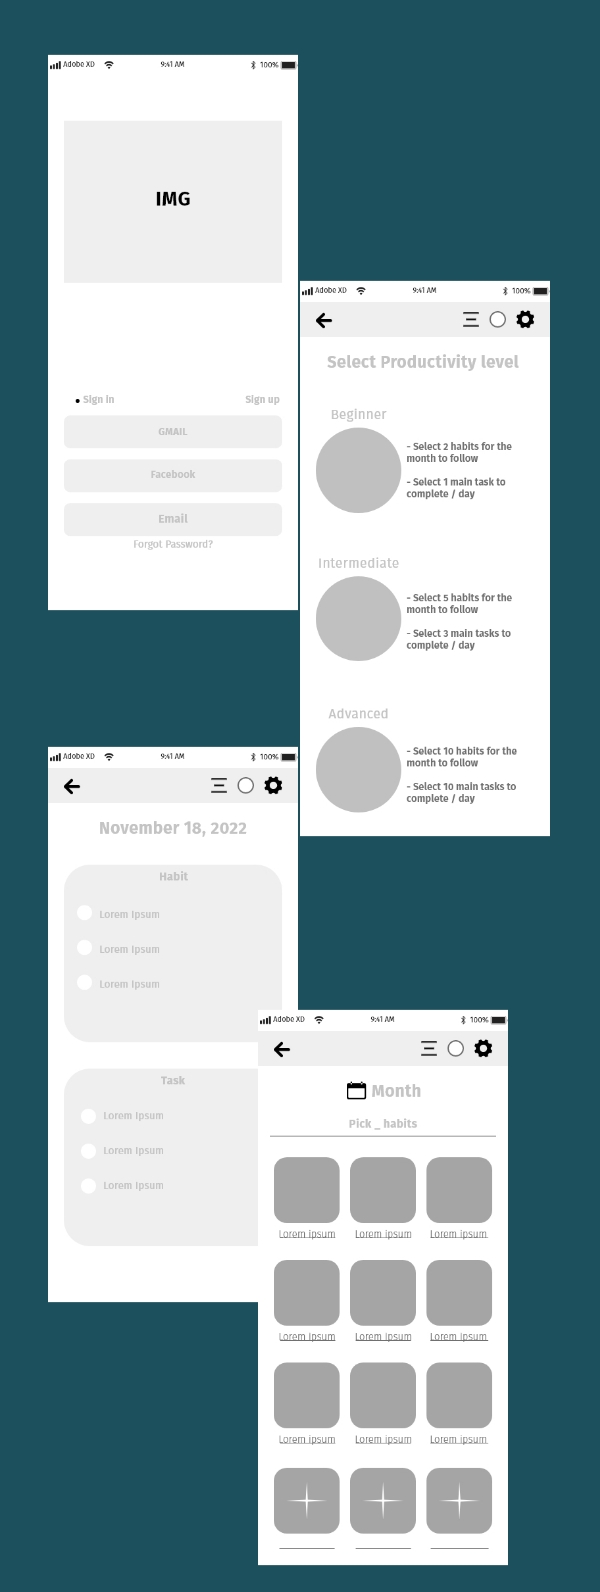 Adobe XD 9:41 AM 100%
IMG
Sign in Sign up
GMAIL
Facebook
Email
Forgot Password?
Adobe XD 9:41 AM 100%
Select Productivity level
Beginner
- Select 2 habits for the
month to follow
- Select 1 main task to
complete / day
Intermediate
- Select 5 habits for the
month to follow
- Select 3 main tasks to
complete / day
Advanced
- Select 10 habits for the
month to follow
- Select 10 main tasks to
complete / day
Adobe XD 9:41 AM 100%
November 18, 2022
Habit
Lorem Ipsum
Lorem Ipsum
Lorem Ipsum
Task
Lorem Ipsum
Lorem Ipsum
Lorem Ipsum
Adobe XD 9:41 AM 100%
Month
Pick _ habits
Lorem ipsum Lorem ipsum Lorem ipsum
Lorem ipsum Lorem ipsum Lorem ipsum
Lorem ipsum Lorem ipsum Lorem ipsum